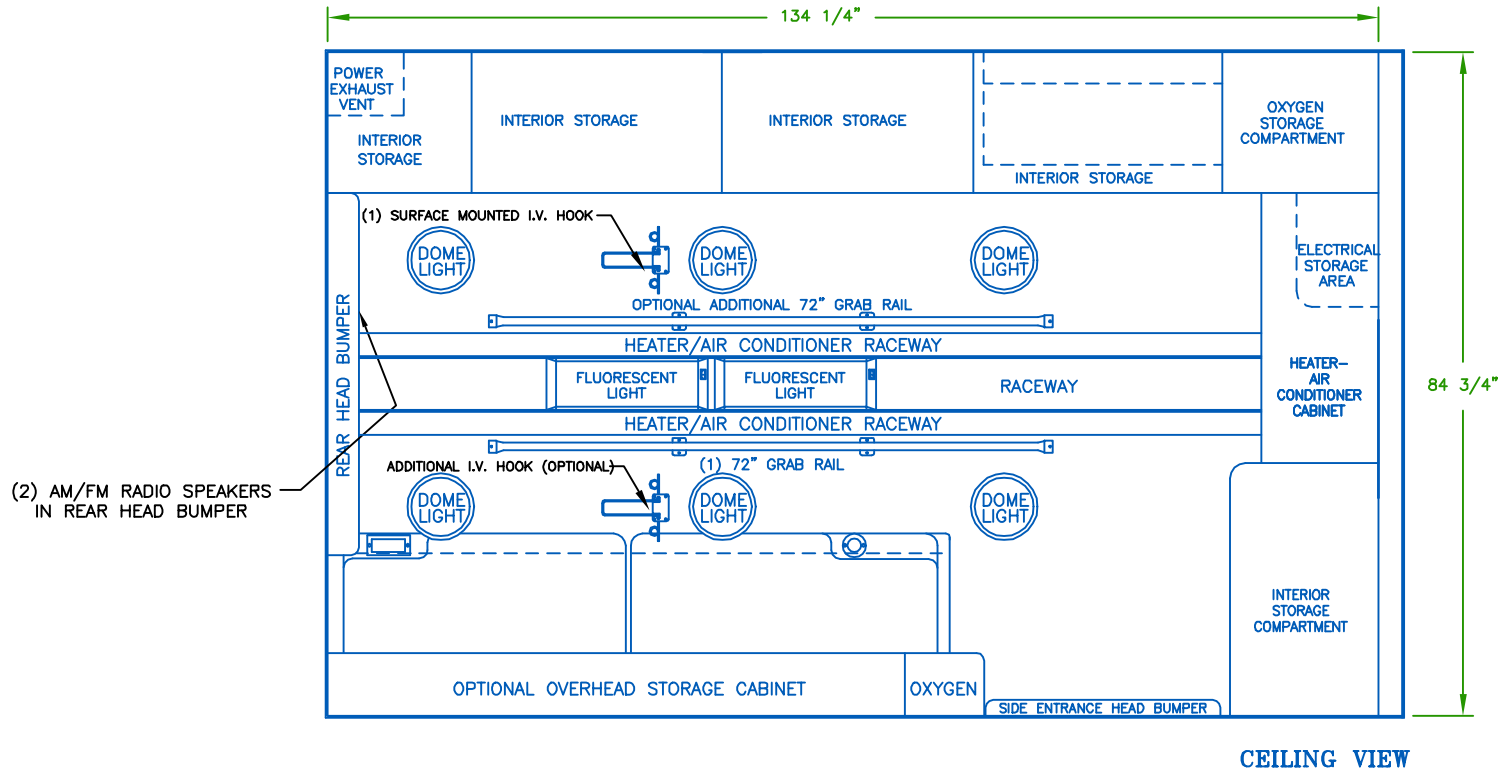 134 1/4"
POWER
EXHAUST
VENT
INTERIOR
STORAGE
INTERIOR STORAGE
INTERIOR STORAGE
INTERIOR STORAGE
OXYGEN
STORAGE
COMPARTMENT
(1) SURFACE MOUNTED I.V. HOOK
DOME
LIGHT
DOME
LIGHT
DOME
LIGHT
ELECTRICAL
STORAGE
AREA
OPTIONAL ADDITIONAL 72" GRAB RAIL
REAR HEAD BUMPER
HEATER/AIR CONDITIONER RACEWAY
FLUORESCENT
LIGHT
FLUORESCENT
LIGHT
RACEWAY
HEATER–
AIR
CONDITIONER
CABINET
84 3/4"
HEATER/AIR CONDITIONER RACEWAY
ADDITIONAL I.V. HOOK (OPTIONAL)
(1) 72" GRAB RAIL
(2) AM/FM RADIO SPEAKERS
IN REAR HEAD BUMPER
DOME
LIGHT
DOME
LIGHT
DOME
LIGHT
INTERIOR
STORAGE
COMPARTMENT
OPTIONAL OVERHEAD STORAGE CABINET
OXYGEN
SIDE ENTRANCE HEAD BUMPER
CEILING VIEW